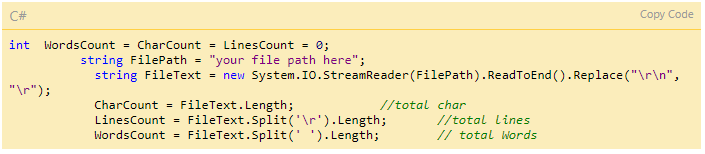 C#
Copy Code
int  WordsCount = CharCount = LinesCount = 0;
string FilePath = "your file path here";
string FileText = new System.IO.StreamReader(FilePath).ReadToEnd().Replace("\r\n",
"\r");
CharCount = FileText.Length;            //total char
LinesCount = FileText.Split('\r').Length;       //total lines
WordsCount = FileText.Split(' ').Length;        // total Words